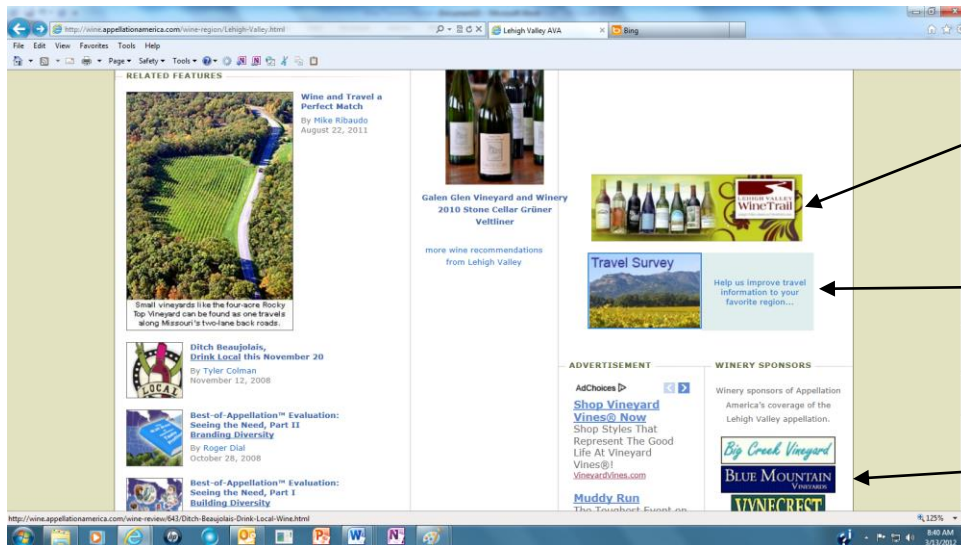 http://wine.appellationamerica.com/wine-region/Lehigh-Valley.html
Lehigh Valley AVA
Bing
File Edit View Favorites Tools Help
Page Safety Tools
RELATED FEATURES
Wine and Travel a
Perfect Match
By Mike Ribaudo
August 22, 2011
Small vineyards like the four-acre Rocky
Top Vineyard can be found as one travels
along Missouri's two-lane back roads.
Ditch Beaujolais,
Drink Local this November 20
By Tyler Colman
November 12, 2008
LOCAL
Best-of-Appellation™ Evaluation:
Seeing the Need, Part II
Branding Diversity
By Roger Dial
October 28, 2008
Best-of-Appellation™ Evaluation:
Seeing the Need, Part I
Building Diversity
Galen Glen Vineyard and Winery
2010 Stone Cellar Grüner
Veltliner
more wine recommendations
from Lehigh Valley
LEHIGH VALLEY
Wine Trail
Travel Survey
Help us improve travel
information to your
favorite region...
ADVERTISEMENT
AdChoices
Shop Vineyard
Vines® Now
Shop Styles That
Represent The Good
Life At Vineyard
Vines®!
VineyardVines.com
Muddy Run
The Toughest Event on
WINERY SPONSORS
Winery sponsors of Appellation
America's coverage of the
Lehigh Valley appellation.
Big Creek Vineyard
BLUE MOUNTAIN
VINEYARDS
VYNECREST
http://wine.appellationamerica.com/wine-review/643/Ditch-Beaujolais-Drink-Local-Wine.html
125%
8:40 AM
3/13/2012